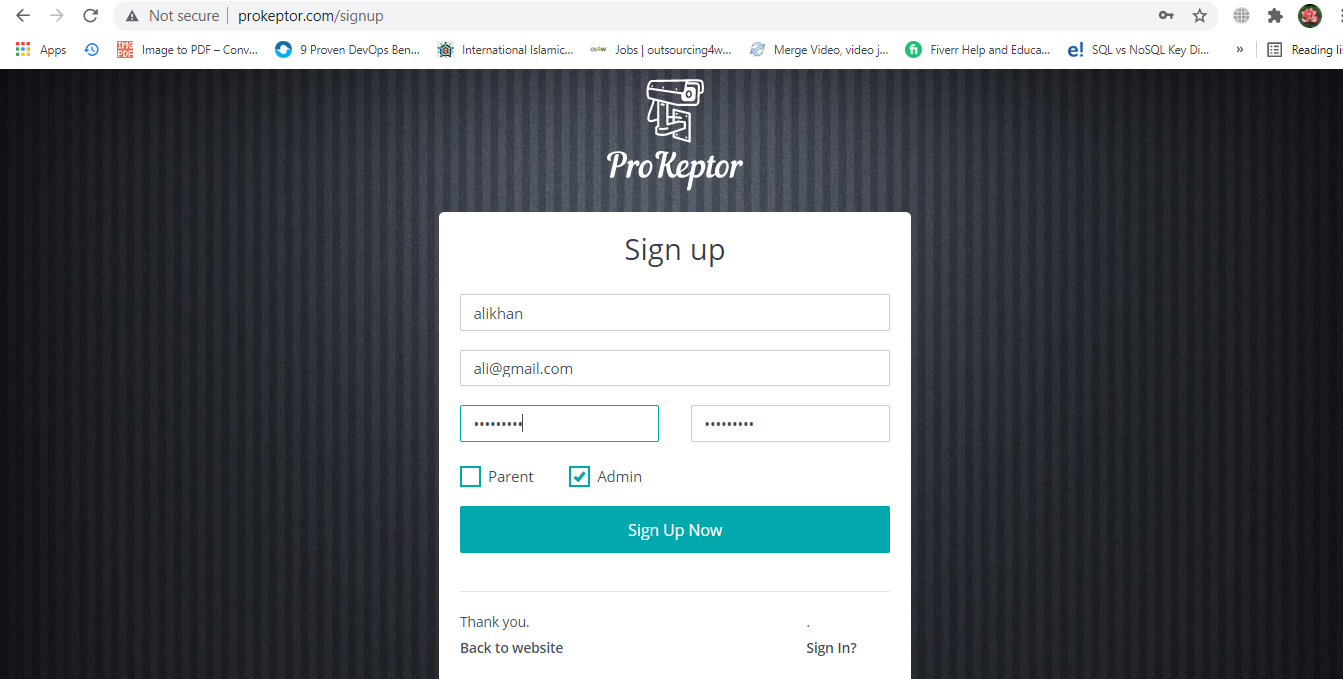 Not secure prokeptor.com/signup
Apps Image to PDF – Conv... 9 Proven DevOps Ben... International Islamic... Jobs | outsourcing4w... Merge Video, video j... Fiverr Help and Educa... SQL vs NoSQL Key Di... » Reading li
ProKeptor
Sign up
alikhan
ali@gmail.com
••••••••• •••••••••
Parent Admin
Sign Up Now
Thank you. .
Back to website Sign In?